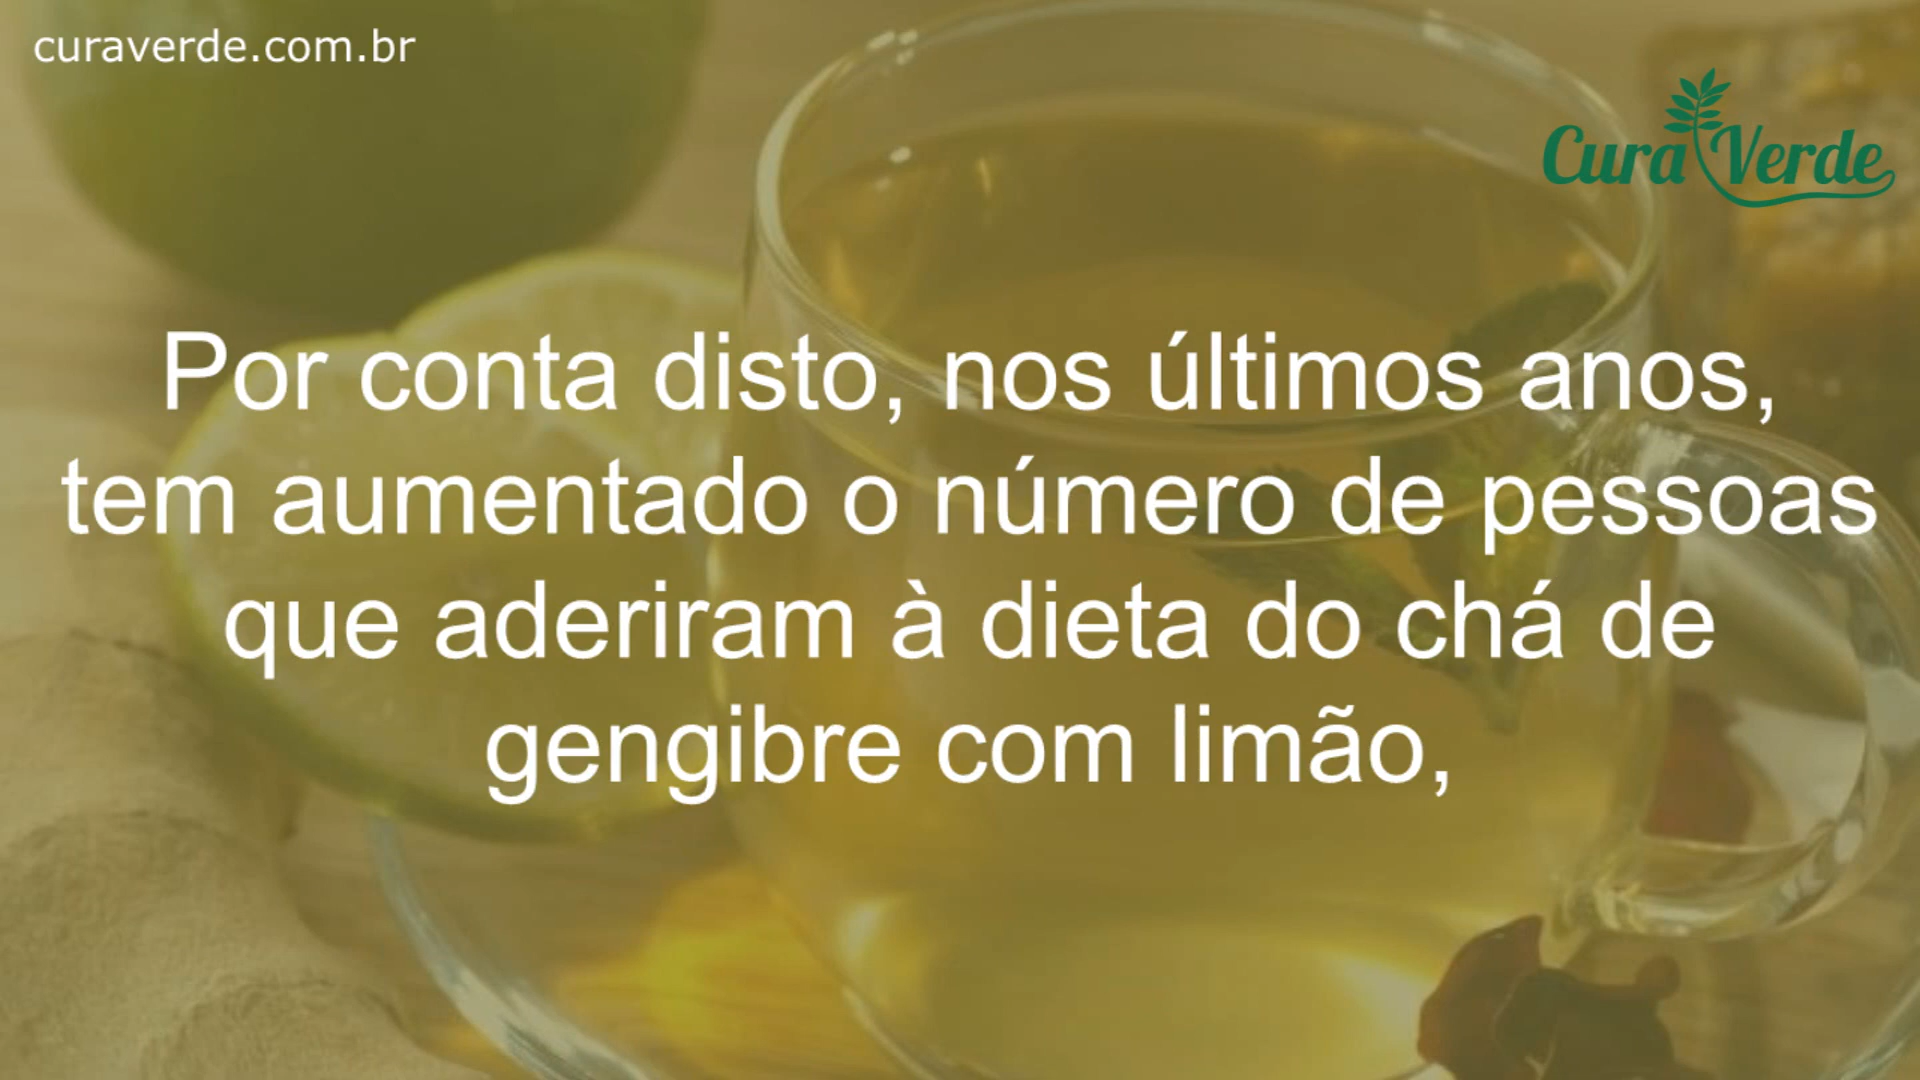 curaverde.com.br
Cura Verde
Por conta disto, nos últimos anos,
tem aumentado o número de pessoas
que aderiram à dieta do chá de
gengibre com limão,